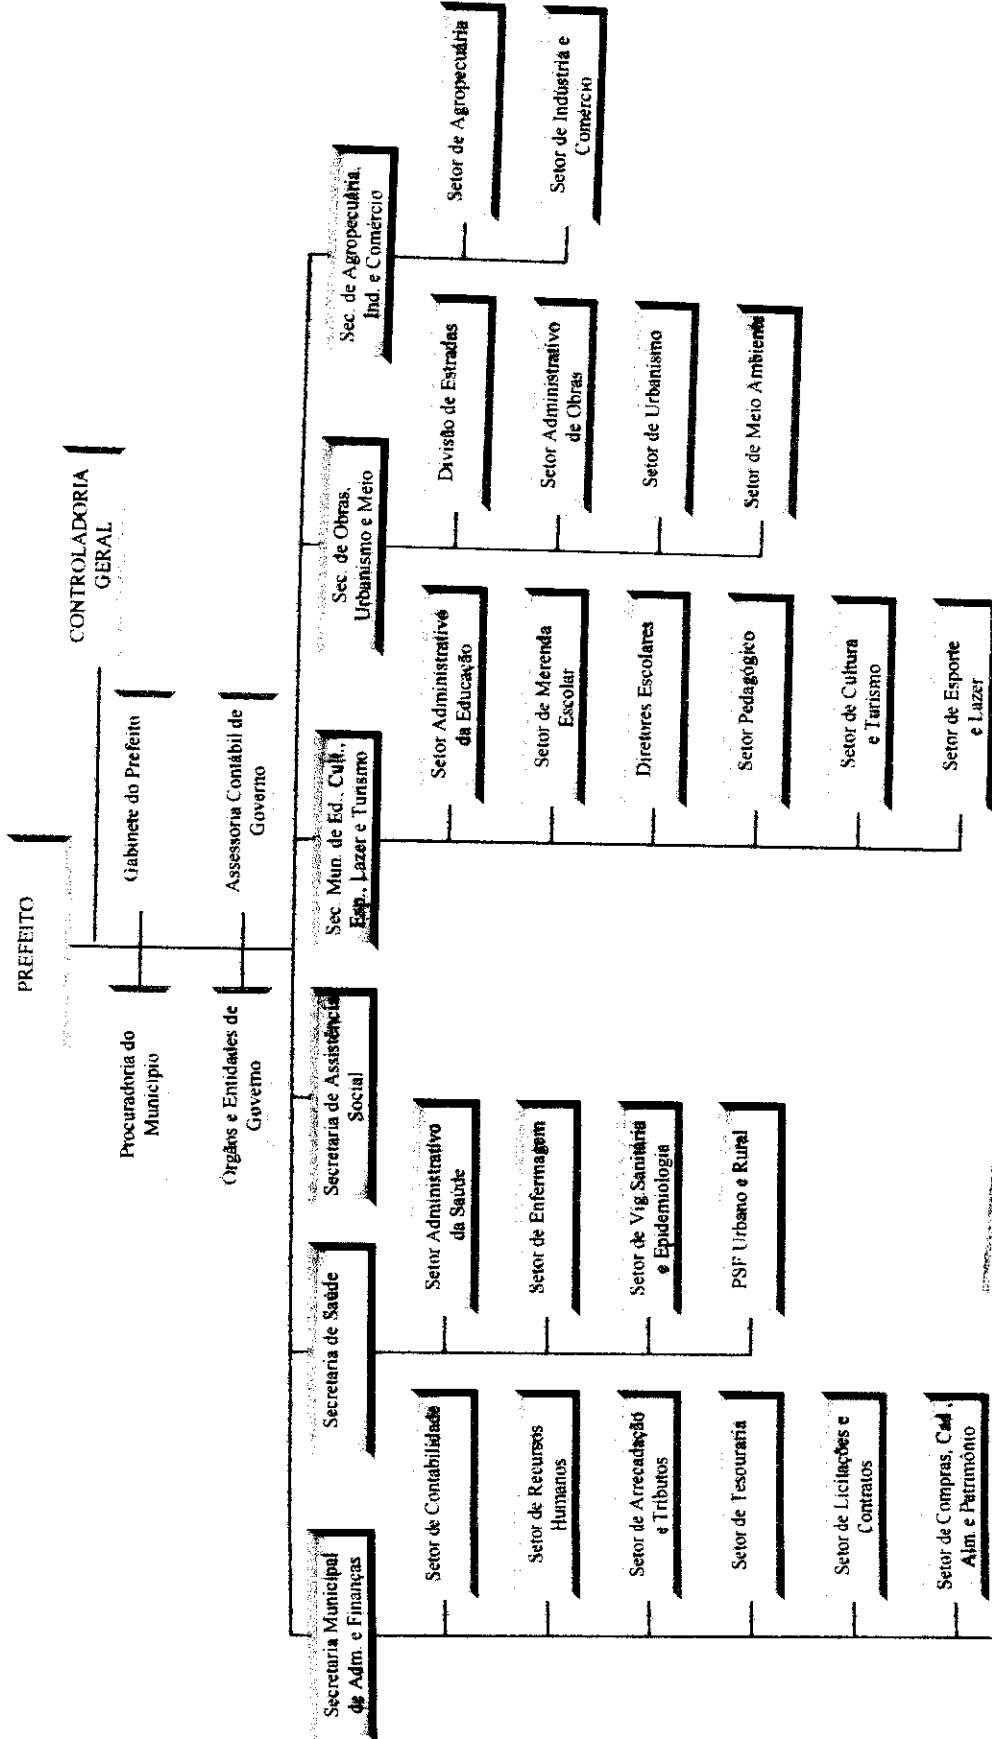 PREFEITO
CONTROLADORIA
GERAL
Procuradoria do
Município
Gabinete do Prefeito
Órgãos e Entidades de
Governo
Assessoria Contábil de
Governo
Secretaria Municipal
de Adm. e Finanças
Setor de Contabilidade
Setor de Recursos
Humanos
Setor de Arrecadação
e Tributos
Setor de Tesouraria
Setor de Licitações e
Contratos
Setor de Compras, Cad.,
Alm. e Patrimônio
Secretaria de Saúde
Setor Administrativo
da Saúde
Setor de Enfermagem
Setor de Vig.Sanitária
e Epidemiologia
PSF Urbano e Rural
Secretaria de Assistência
Social
Sec. Mun. de Ed., Cult.,
Esp., Lazer e Turismo
Setor Administrativo
da Educação
Setor de Merenda
Escolar
Diretores Escolares
Setor Pedagógico
Setor de Cultura
e Turismo
Setor de Esporte
e Lazer
Sec. de Obras,
Urbanismo e Meio
Divisão de Estradas
Setor Administrativo
de Obras
Setor de Urbanismo
Setor de Meio Ambiente
Sec. de Agropecuária,
Ind. e Comércio
Setor de Agropecuária
Setor de Indústria e
Comércio